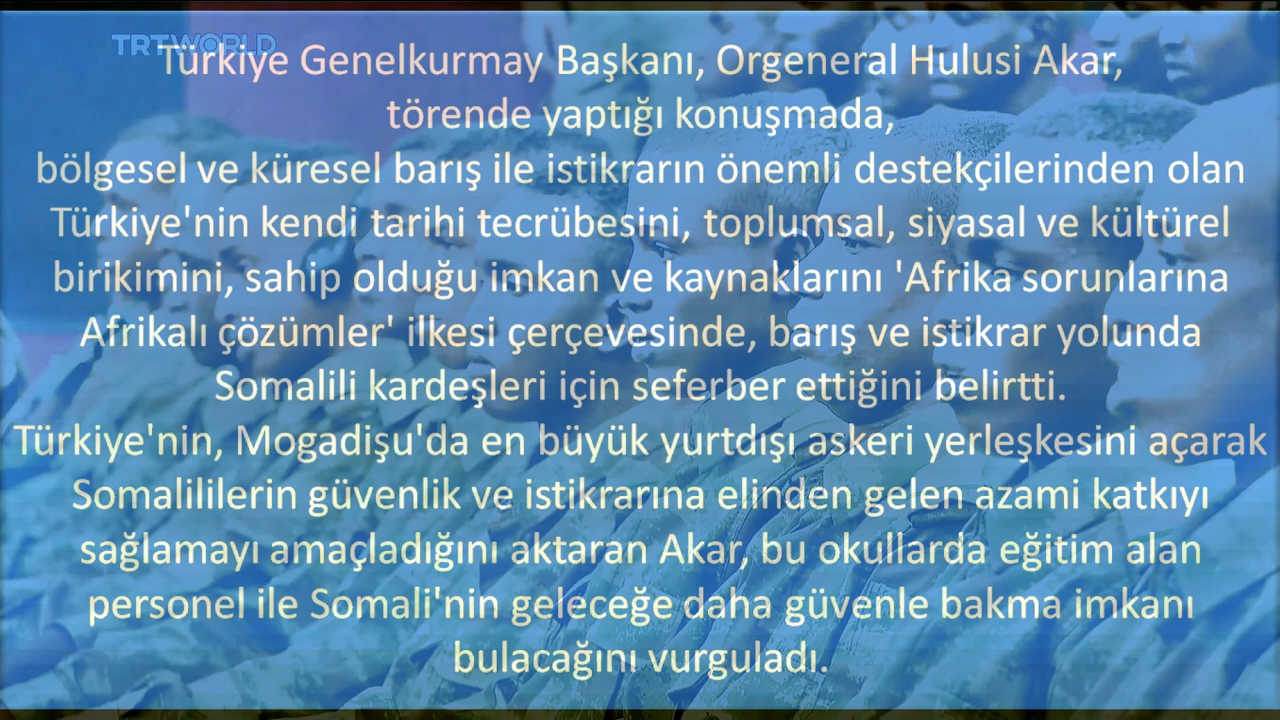 TRTWORLD
Türkiye Genelkurmay Başkanı, Orgeneral Hulusi Akar,
törende yaptığı konuşmada,
bölgesel ve küresel barış ile istikrarın önemli destekçilerinden olan
Türkiye'nin kendi tarihi tecrübesini, toplumsal, siyasal ve kültürel
birikimini, sahip olduğu imkan ve kaynaklarını 'Afrika sorunlarına
Afrikalı çözümler' ilkesi çerçevesinde, barış ve istikrar yolunda
Somalili kardeşleri için seferber ettiğini belirtti.
Türkiye'nin, Mogadişu'da en büyük yurtdışı askeri yerleşkesini açarak
Somalililerin güvenlik ve istikrarına elinden gelen azami katkıyı
sağlamayı amaçladığını aktaran Akar, bu okullarda eğitim alan
personel ile Somali'nin geleceğe daha güvenle bakma imkanı
bulacağını vurguladı.